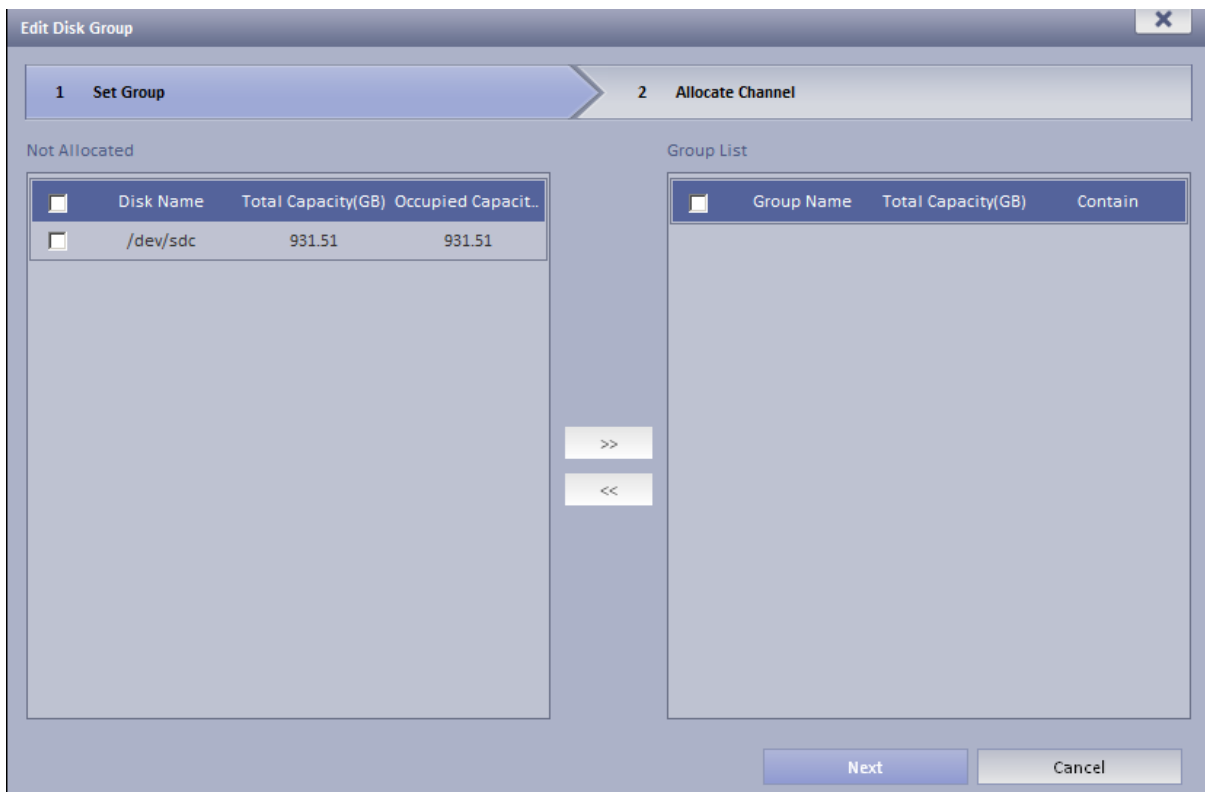 Edit Disk Group
1 Set Group 2 Allocate Channel
Not Allocated Group List
Disk Name Total Capacity(GB) Occupied Capacit.. Group Name Total Capacity(GB) Contain
/dev/sdc 931.51 931.51
>>
<<
Next Cancel